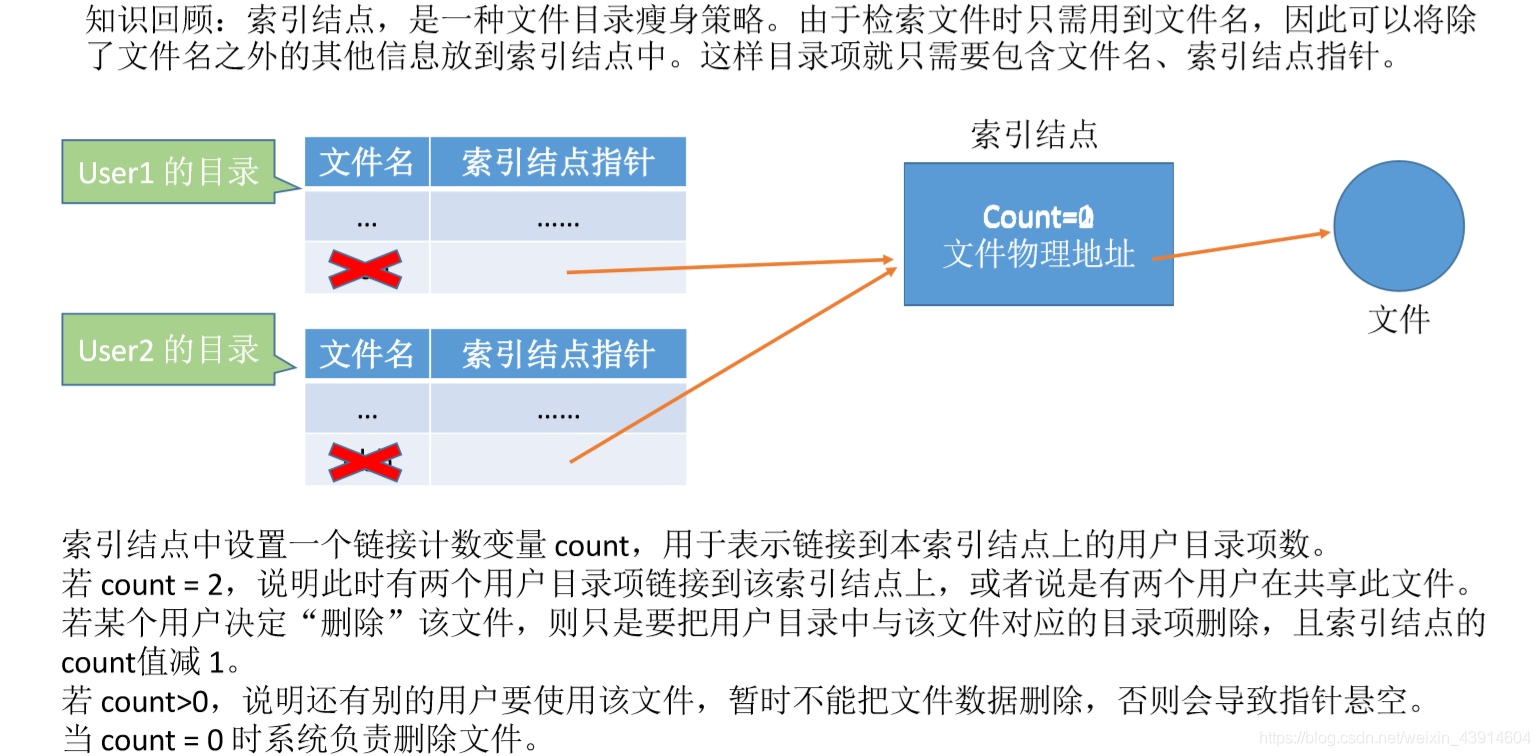 知识回顾：索引结点，是一种文件目录瘦身策略。由于检索文件时只需用到文件名，因此可以将除
了文件名之外的其他信息放到索引结点中。这样目录项就只需要包含文件名、索引结点指针。
索引结点
User1 的目录
文件名 索引结点指针
... ......
Count=
文件物理地址
文件
User2 的目录
文件名 索引结点指针
... ......
索引结点中设置一个链接计数变量 count，用于表示链接到本索引结点上的用户目录项数。
若 count = 2，说明此时有两个用户目录项链接到该索引结点上，或者说是有两个用户在共享此文件。
若某个用户决定“删除”该文件，则只是要把用户目录中与该文件对应的目录项删除，且索引结点的
count值减 1。
若 count>0，说明还有别的用户要使用该文件，暂时不能把文件数据删除，否则会导致指针悬空。
当 count = 0 时系统负责删除文件。
https://blog.csdn.net/weixin_43914604